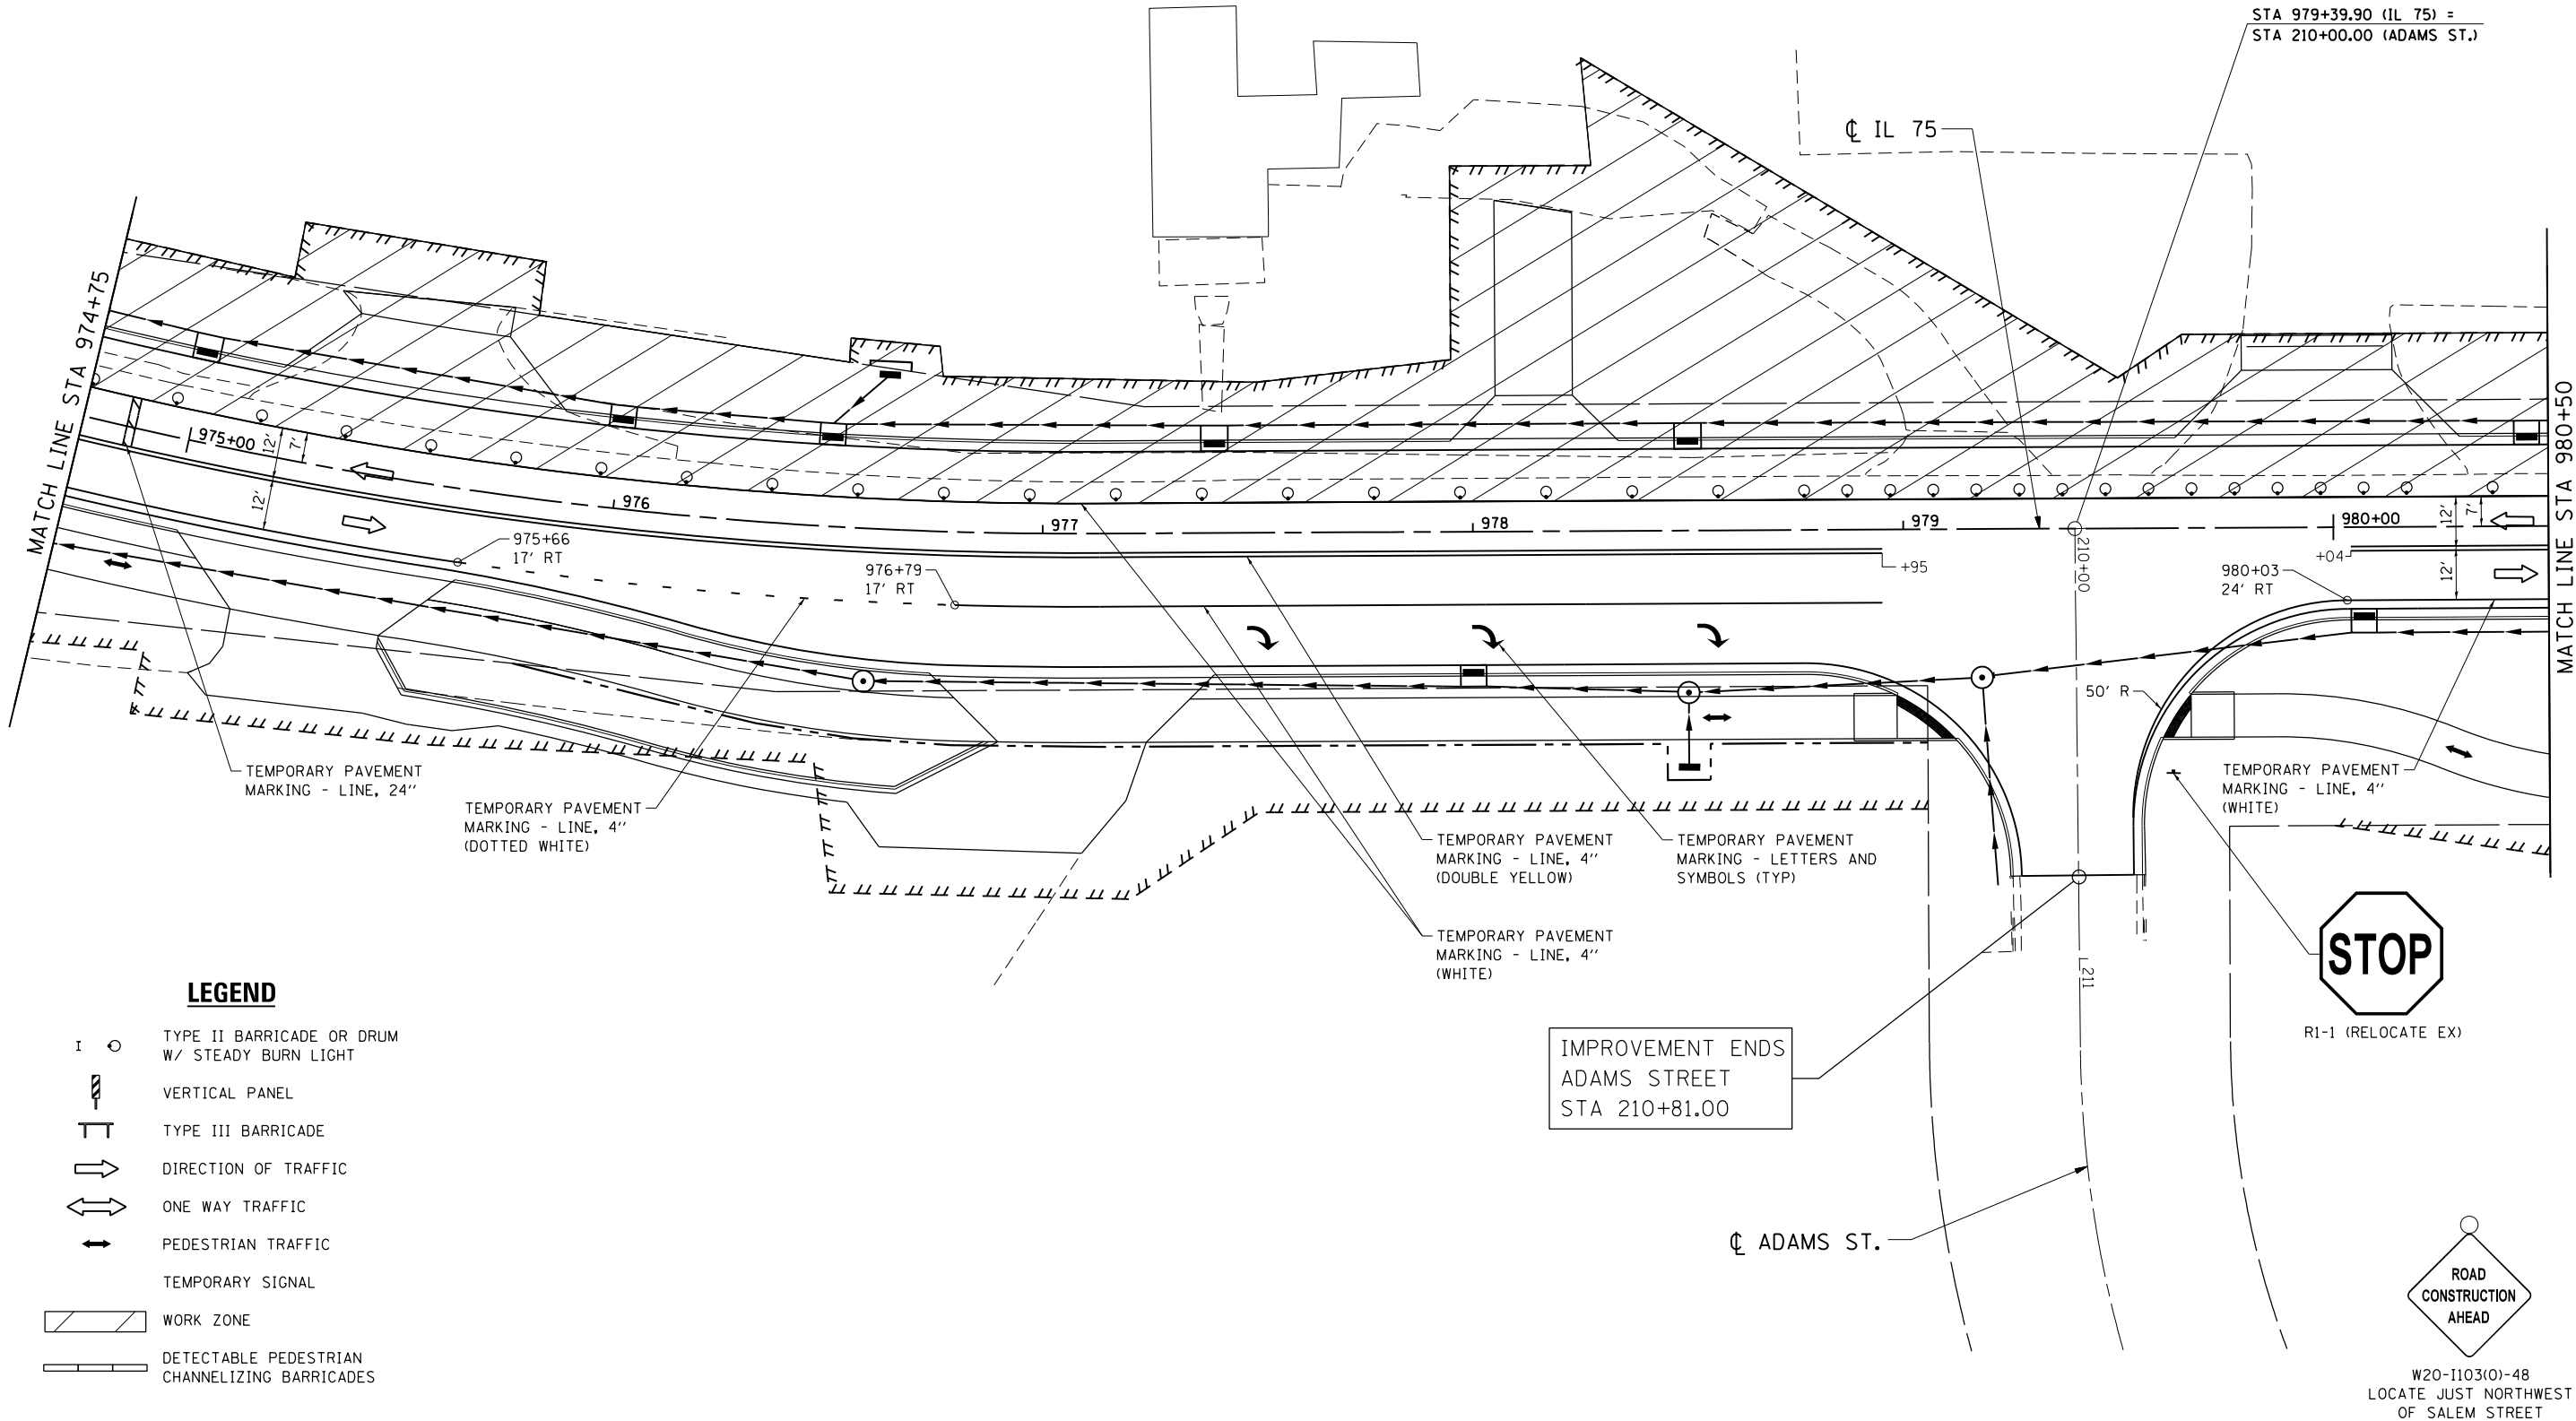 STA 979+39.90 (IL 75) =
STA 210+00.00 (ADAMS ST.)
℄ IL 75
MATCH LINE STA 974+75
MATCH LINE STA 980+50
975+00
12'
7'
12'
976
977
978
979
980+00
12'
7'
12'
+04
+95
210+00
975+66
17' RT
976+79
17' RT
980+03
24' RT
50' R
TEMPORARY PAVEMENT
MARKING - LINE, 24"
TEMPORARY PAVEMENT
MARKING - LINE, 4"
(DOTTED WHITE)
TEMPORARY PAVEMENT
MARKING - LINE, 4"
(DOUBLE YELLOW)
TEMPORARY PAVEMENT
MARKING - LETTERS AND
SYMBOLS (TYP)
TEMPORARY PAVEMENT
MARKING - LINE, 4"
(WHITE)
TEMPORARY PAVEMENT
MARKING - LINE, 4"
(WHITE)
211
STOP
R1-1 (RELOCATE EX)
IMPROVEMENT ENDS
ADAMS STREET
STA 210+81.00
℄ ADAMS ST.
LEGEND
TYPE II BARRICADE OR DRUM
W/ STEADY BURN LIGHT
VERTICAL PANEL
TYPE III BARRICADE
DIRECTION OF TRAFFIC
ONE WAY TRAFFIC
PEDESTRIAN TRAFFIC
TEMPORARY SIGNAL
WORK ZONE
DETECTABLE PEDESTRIAN
CHANNELIZING BARRICADES
ROAD
CONSTRUCTION
AHEAD
W20-I103(0)-48
LOCATE JUST NORTHWEST
OF SALEM STREET